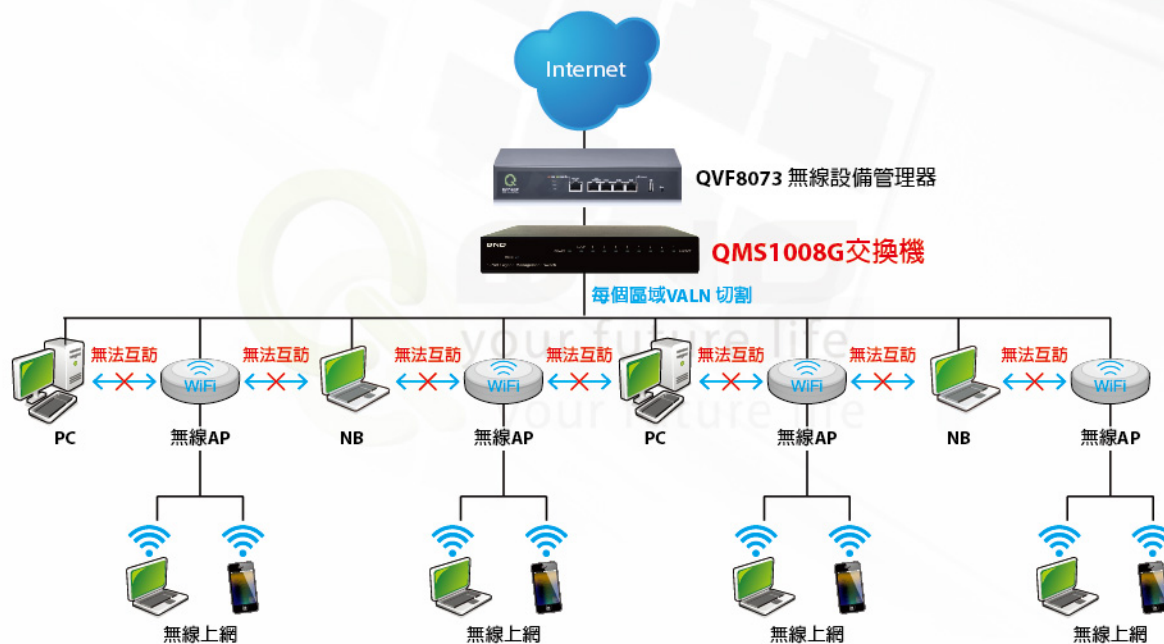 Internet
QVF8073 無線設備管理器
QNO
QMS1008G交換機
每個區域VALN 切割
your future life
your future life
無法互訪 無法互訪 無法互訪 無法互訪 無法互訪 無法互訪 無法互訪
WiFi WiFi WiFi WiFi
PC 無線AP NB 無線AP PC 無線AP NB 無線AP
無線上網 無線上網 無線上網 無線上網